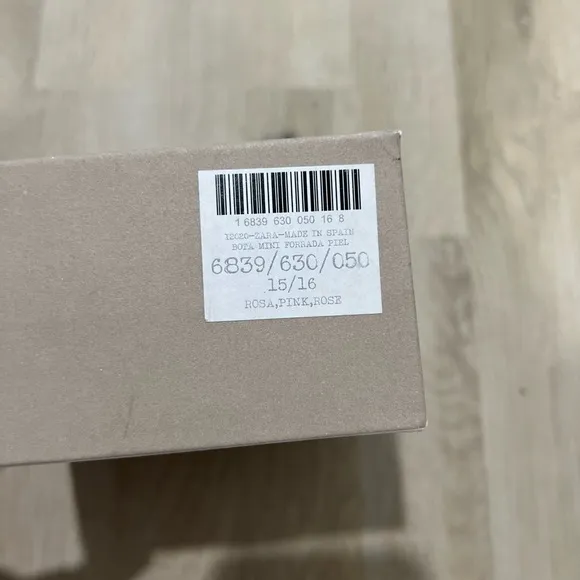 1 6839 630 050 16 8
12020-ZARA-MADE IN SPAIN
BOTA MINI FORRADA PIEL
6839/630/050
15/16
ROSA,PINK,ROSE